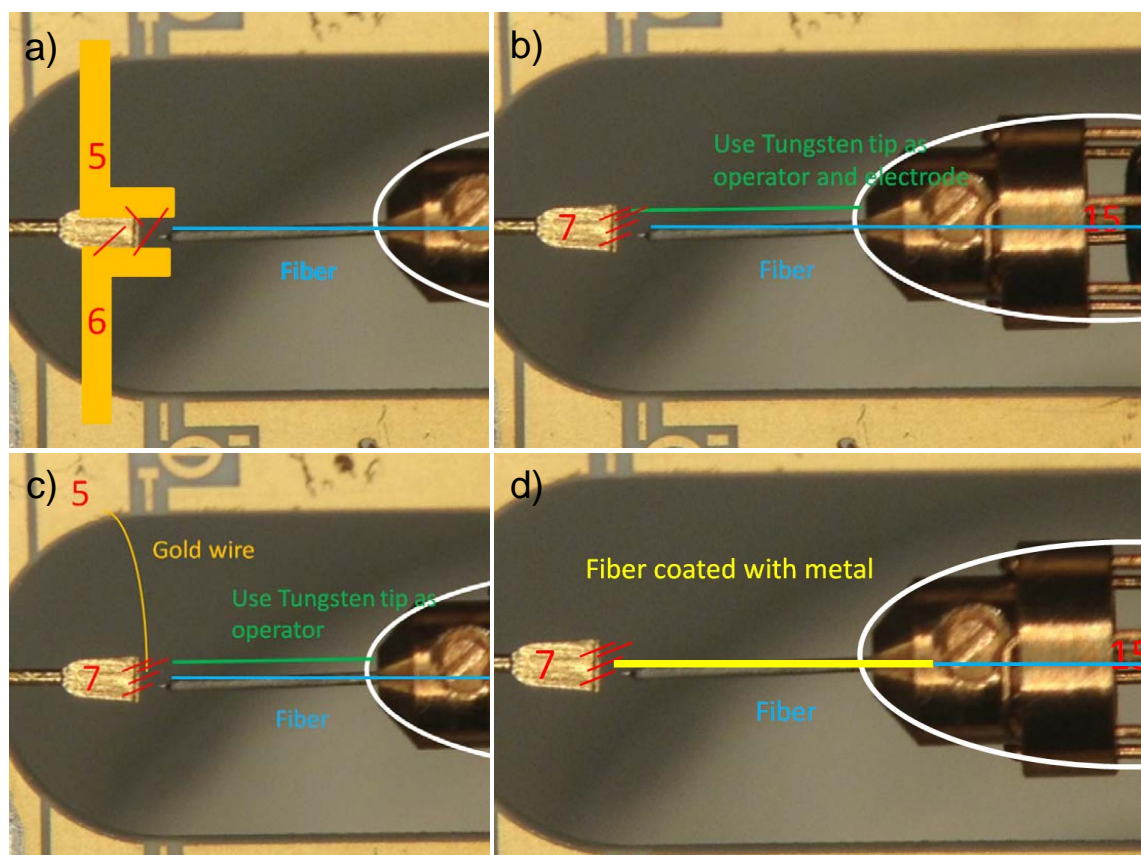 a)
5
6
Fiber
b)
Use Tungsten tip as
operator and electrode
7
15
Fiber
c)
5
Gold wire
Use Tungsten tip as
operator
7
Fiber
d)
Fiber coated with metal
7
15
Fiber